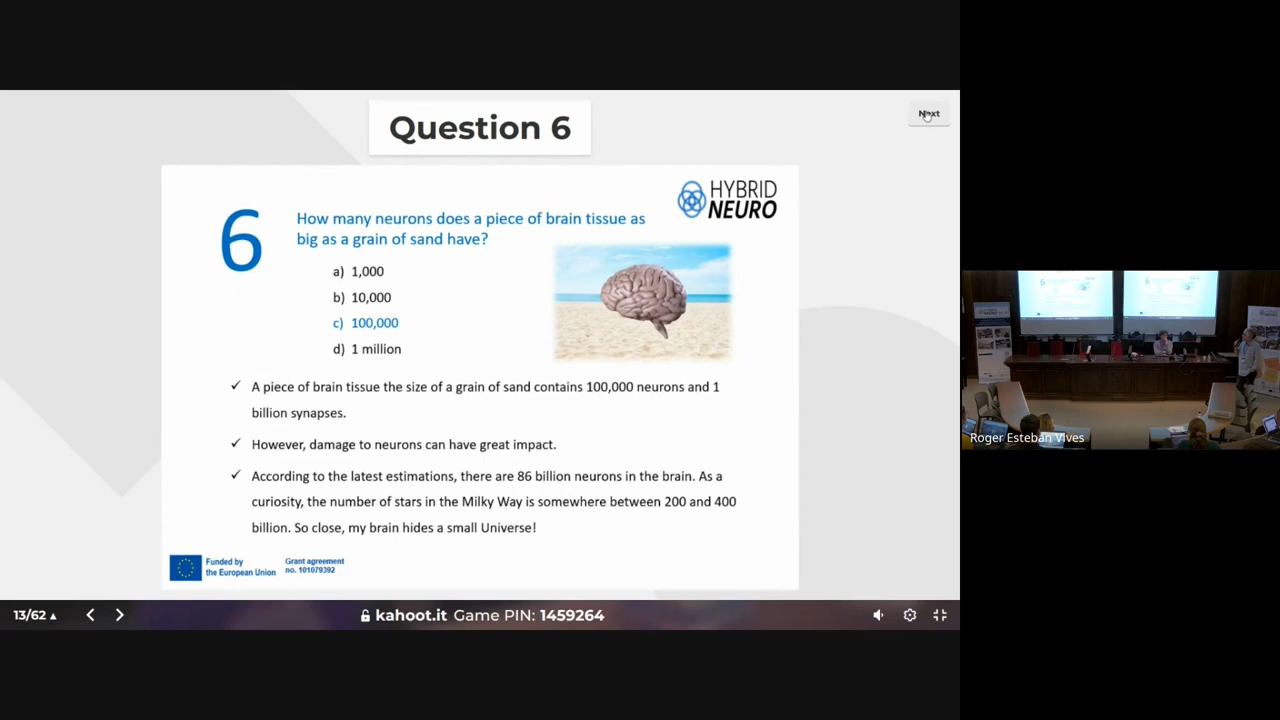 Question 6
Next
HYBRID
NEURO
6
How many neurons does a piece of brain tissue as
big as a grain of sand have?
a) 1,000
b) 10,000
c) 100,000
d) 1 million
✓ A piece of brain tissue the size of a grain of sand contains 100,000 neurons and 1
billion synapses.
✓ However, damage to neurons can have great impact.
✓ According to the latest estimations, there are 86 billion neurons in the brain. As a
curiosity, the number of stars in the Milky Way is somewhere between 200 and 400
billion. So close, my brain hides a small Universe!
Funded by
the European Union
Grant agreement
no. 101079392
13/62 ▲
kahoot.it Game PIN: 1459264
Roger Esteban Vives